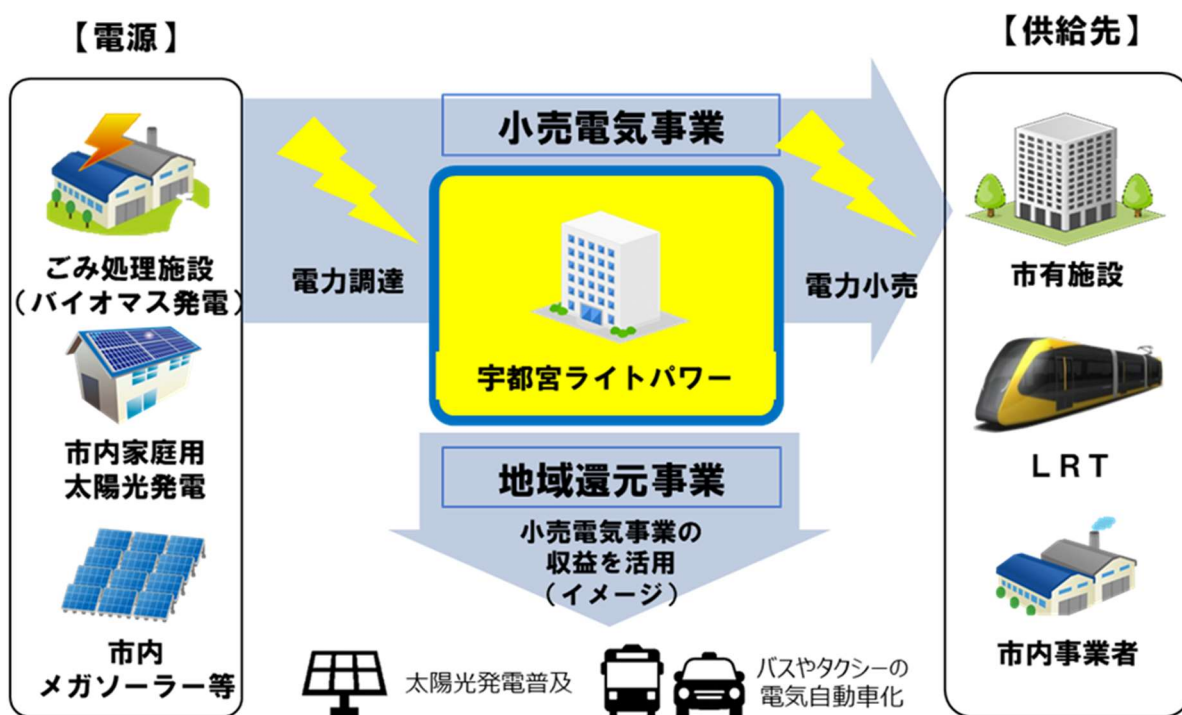 【電源】
ごみ処理施設
(バイオマス発電)
市内家庭用
太陽光発電
市内
メガソーラー等
小売電気事業
電力調達
電力小売
宇都宮ライトパワー
地域還元事業
小売電気事業の
収益を活用
(イメージ)
太陽光発電普及
バスやタクシーの
電気自動車化
【供給先】
市有施設
LRT
市内事業者